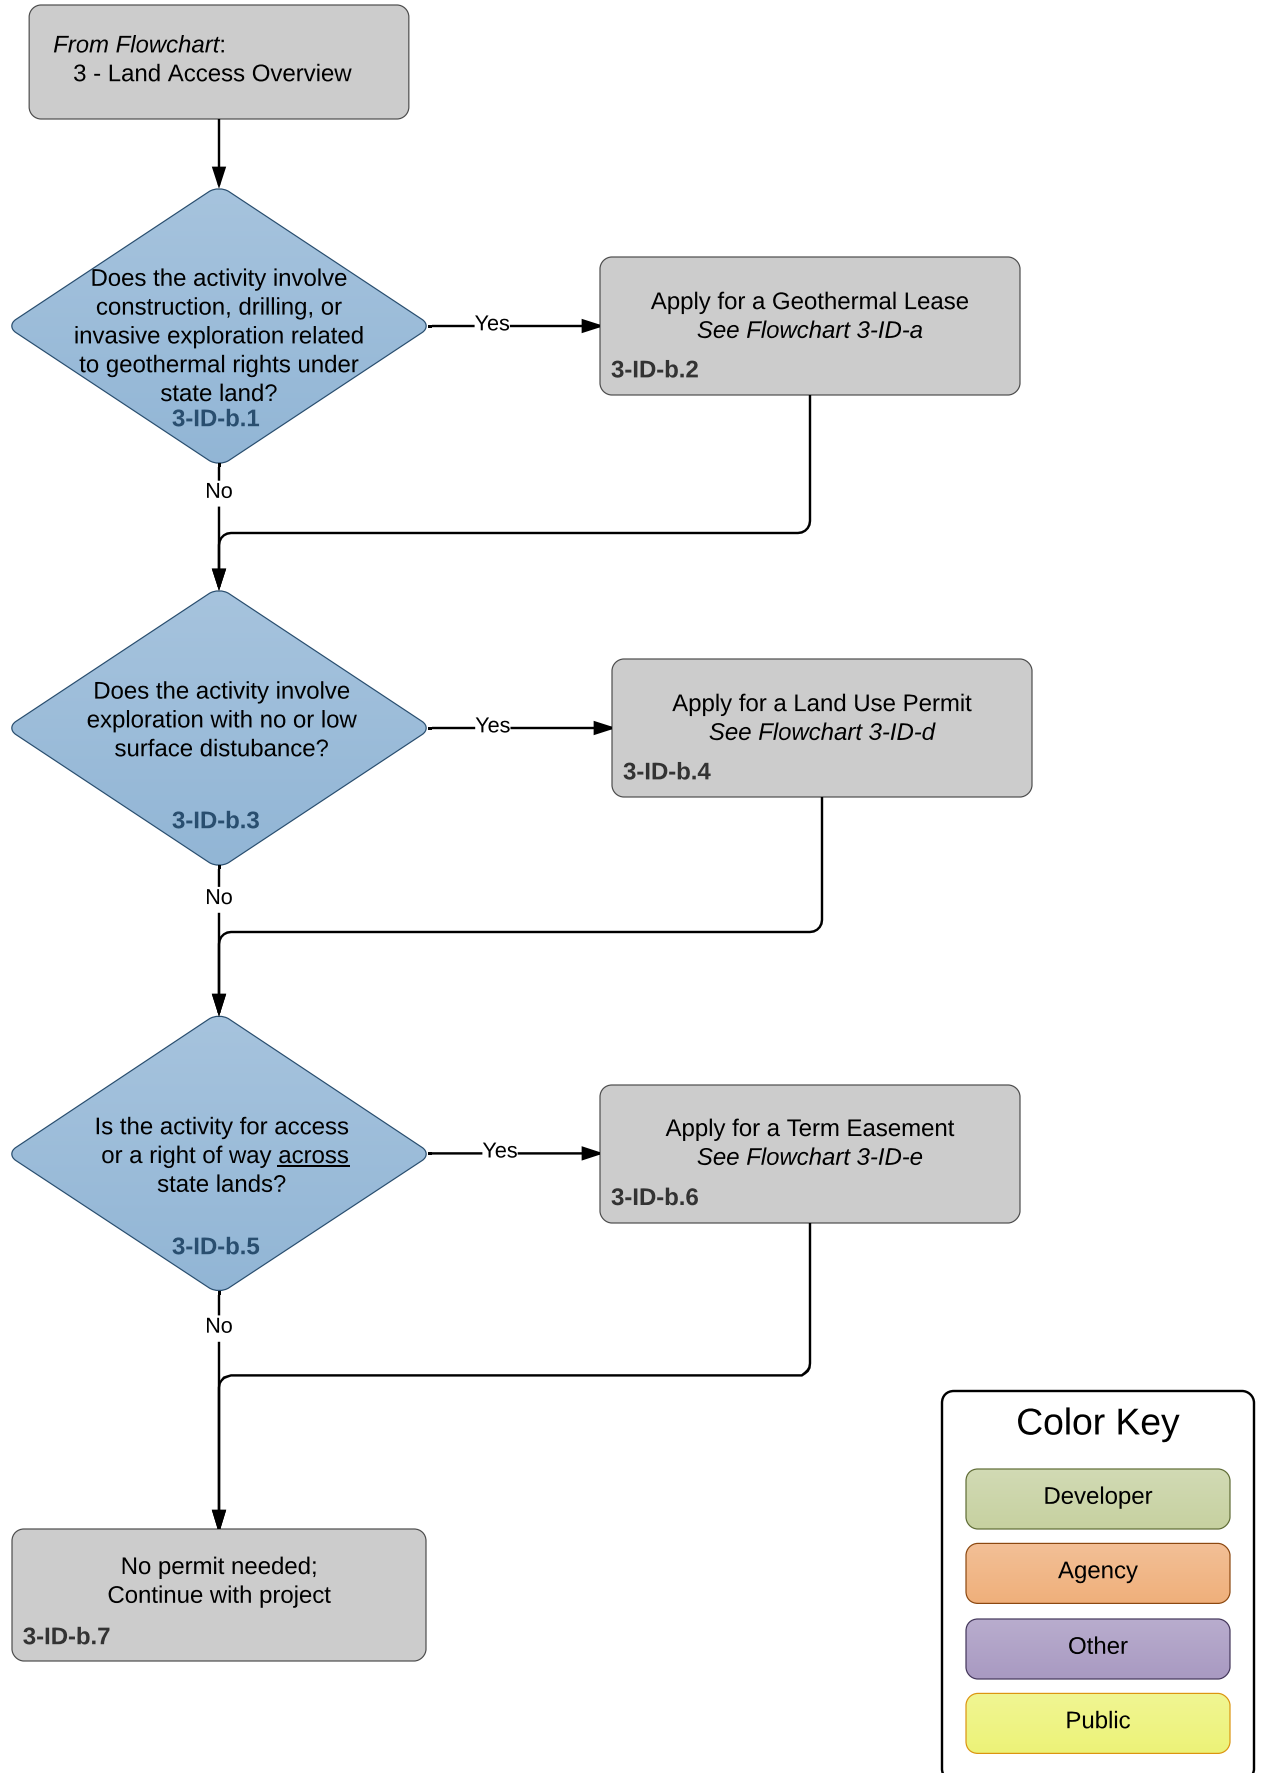 From Flowchart:
3 - Land Access Overview
Does the activity involve
construction, drilling, or
invasive exploration related
to geothermal rights under
state land?
3-ID-b.1
Yes
Apply for a Geothermal Lease
See Flowchart 3-ID-a
3-ID-b.2
No
Does the activity involve
exploration with no or low
surface distubance?
3-ID-b.3
Yes
Apply for a Land Use Permit
See Flowchart 3-ID-d
3-ID-b.4
No
Is the activity for access
or a right of way across
state lands?
3-ID-b.5
Yes
Apply for a Term Easement
See Flowchart 3-ID-e
3-ID-b.6
No
No permit needed;
Continue with project
3-ID-b.7
Color Key
Developer
Agency
Other
Public